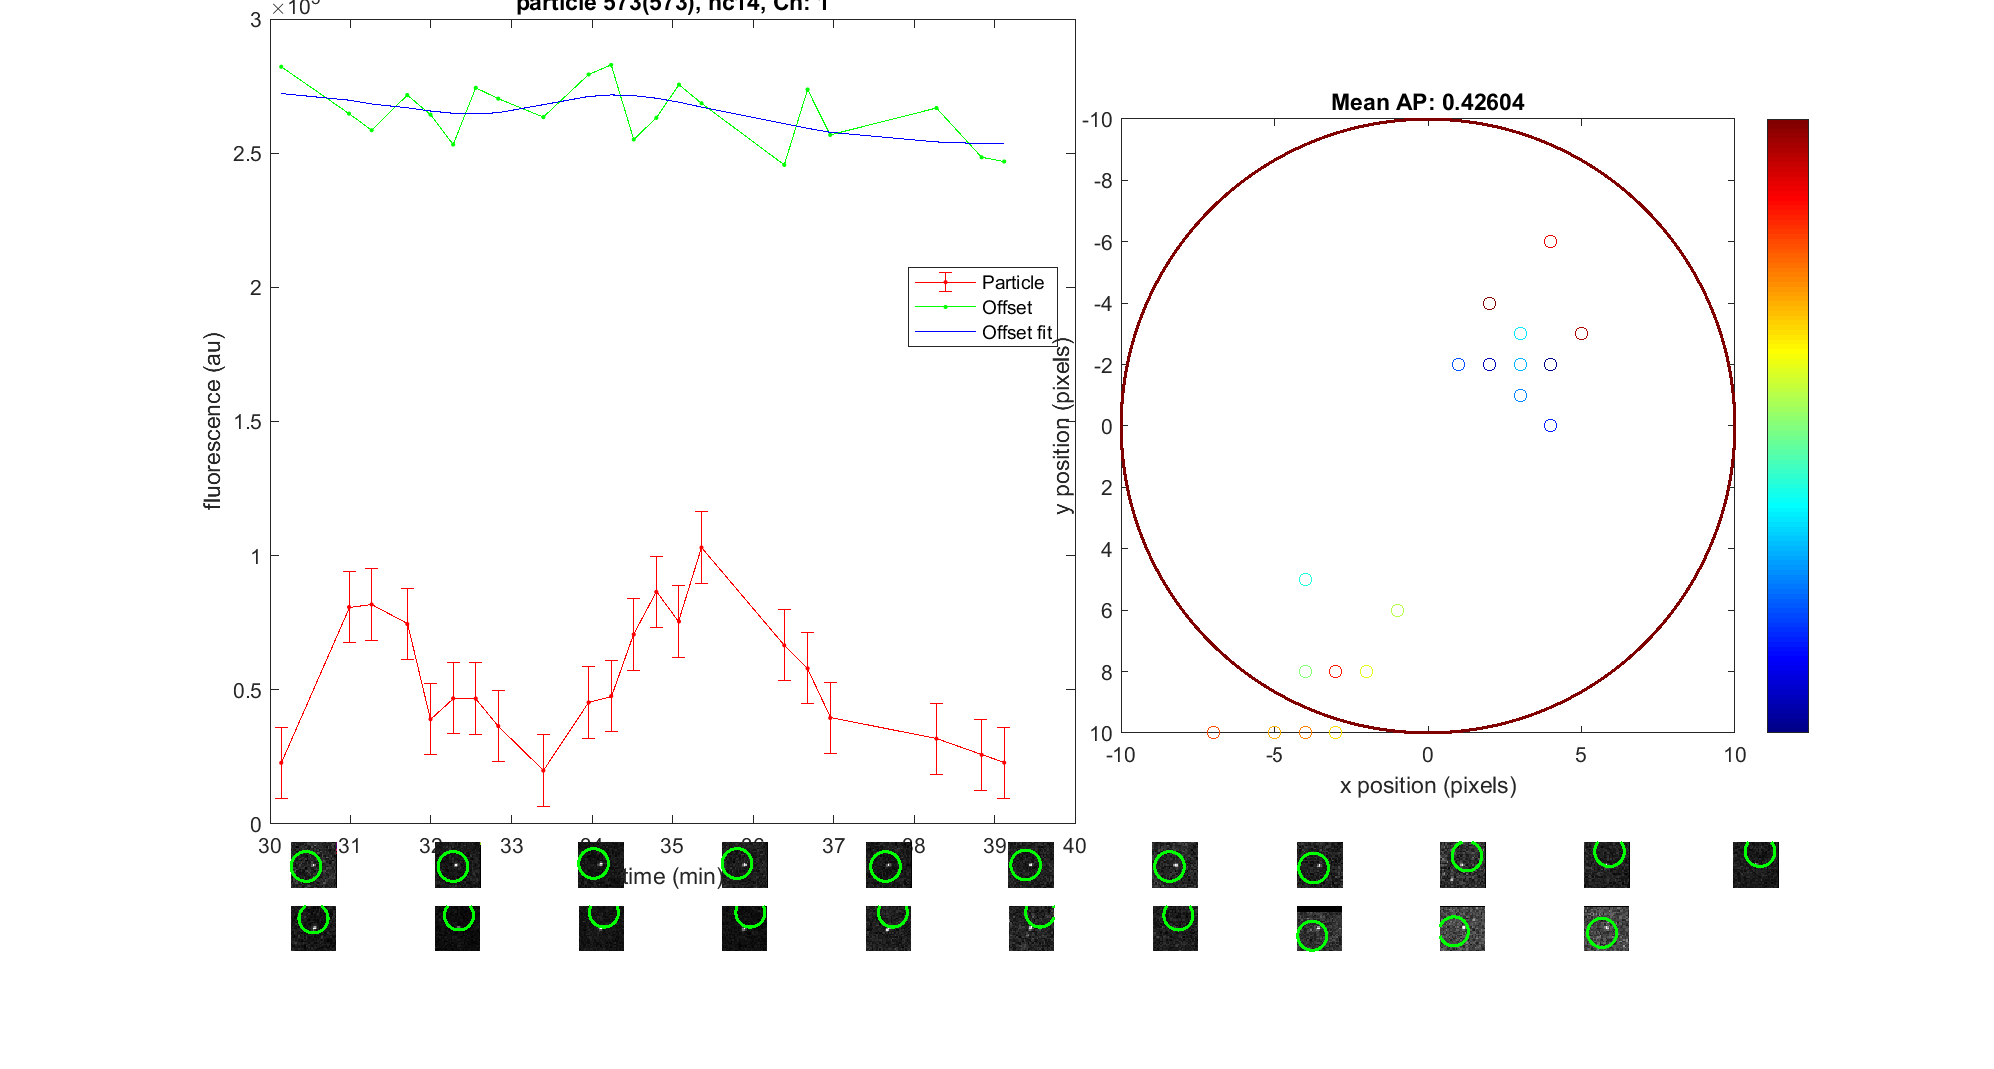 particle 573(573), nc14, Ch: 1
3
2.5
2
1.5
1
0.5
0
fluorescence (au)
30 31 32 33 34 35 36 37 38 39 40
time (min)
Particle
Offset
Offset fit
Mean AP: 0.42604
-10
-8
-6
-4
-2
0
2
4
6
8
10
y position (pixels)
-10 -5 0 5 10
x position (pixels)